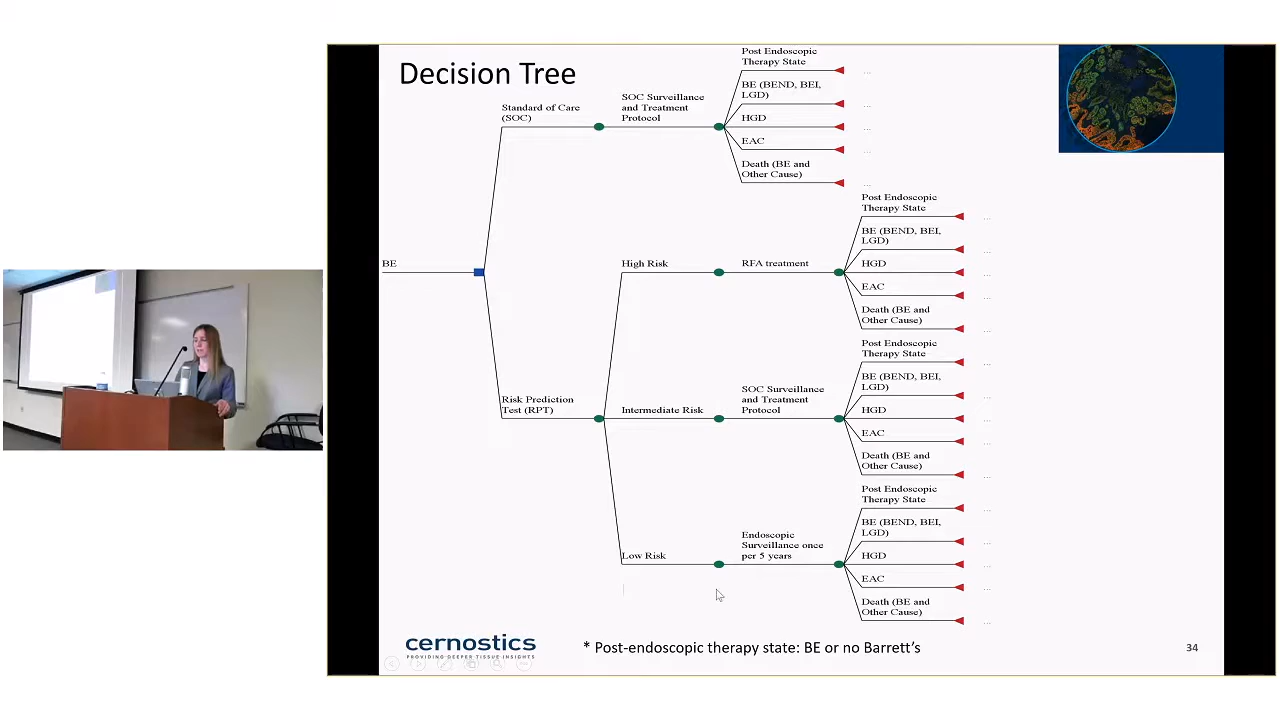 Decision Tree
Post Endoscopic
Therapy State
...
BE (BEND, BEI,
LGD)
...
HGD
...
EAC
...
Death (BE and
Other Cause)
...
Standard of Care
(SOC)
SOC Surveillance
and Treatment
Protocol
BE
High Risk
RFA treatment
Post Endoscopic
Therapy State
...
BE (BEND, BEI,
LGD)
...
HGD
...
EAC
...
Death (BE and
Other Cause)
...
Risk Prediction
Test (RPT)
Intermediate Risk
SOC Surveillance
and Treatment
Protocol
Post Endoscopic
Therapy State
...
BE (BEND, BEI,
LGD)
...
HGD
...
EAC
...
Death (BE and
Other Cause)
...
Low Risk
Endoscopic
Surveillance once
per 5 years
Post Endoscopic
Therapy State
...
BE (BEND, BEI,
LGD)
...
HGD
...
EAC
...
Death (BE and
Other Cause)
...
cernostics
PROVIDING DEEPER TISSUE INSIGHTS
* Post-endoscopic therapy state: BE or no Barrett's
34